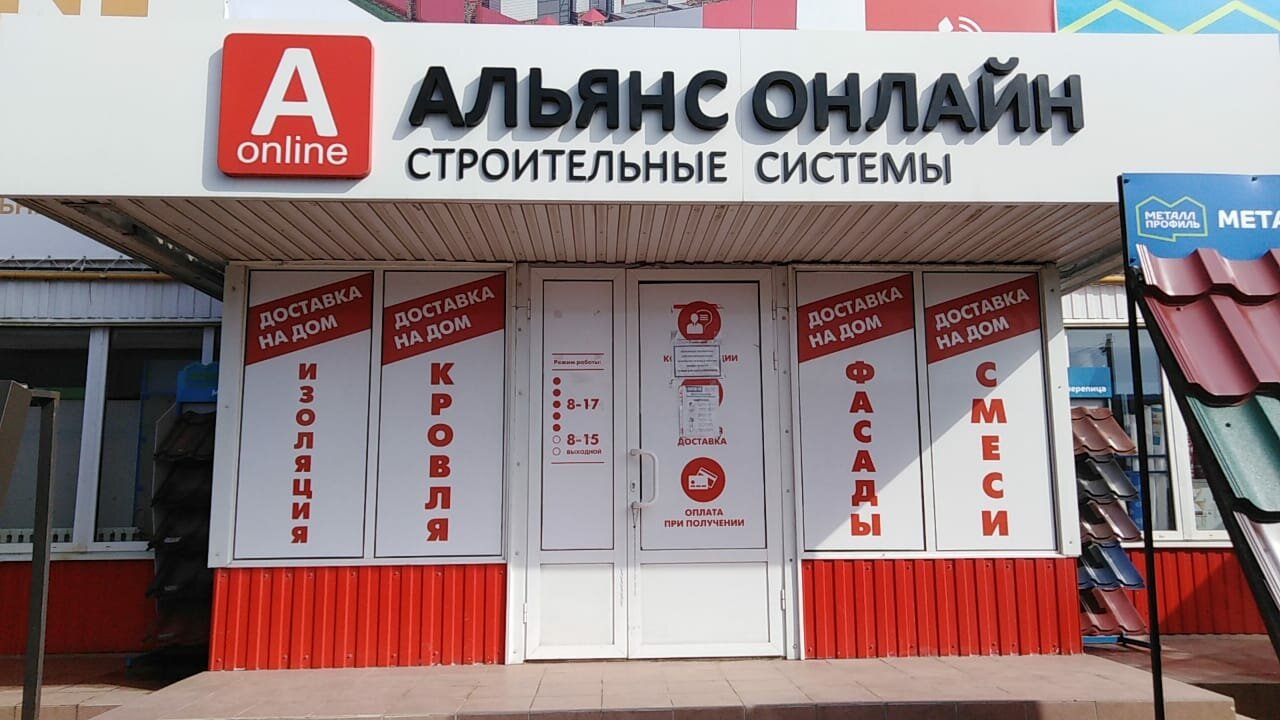 A
online
АЛЬЯНС ОНЛАЙН
СТРОИТЕЛЬНЫЕ СИСТЕМЫ
МЕТАЛЛ
ПРОФИЛЬ
ДОСТАВКА
НА ДОМ
ИЗОЛЯЦИЯ
ДОСТАВКА
НА ДОМ
КРОВЛЯ
Режим работы:
8-17
8-15
ВЫХОДНОЙ
ДОСТАВКА
ОПЛАТА
ПРИ ПОЛУЧЕНИИ
ДОСТАВКА
НА ДОМ
ФАСАДЫ
ДОСТАВКА
НА ДОМ
СМЕСИ